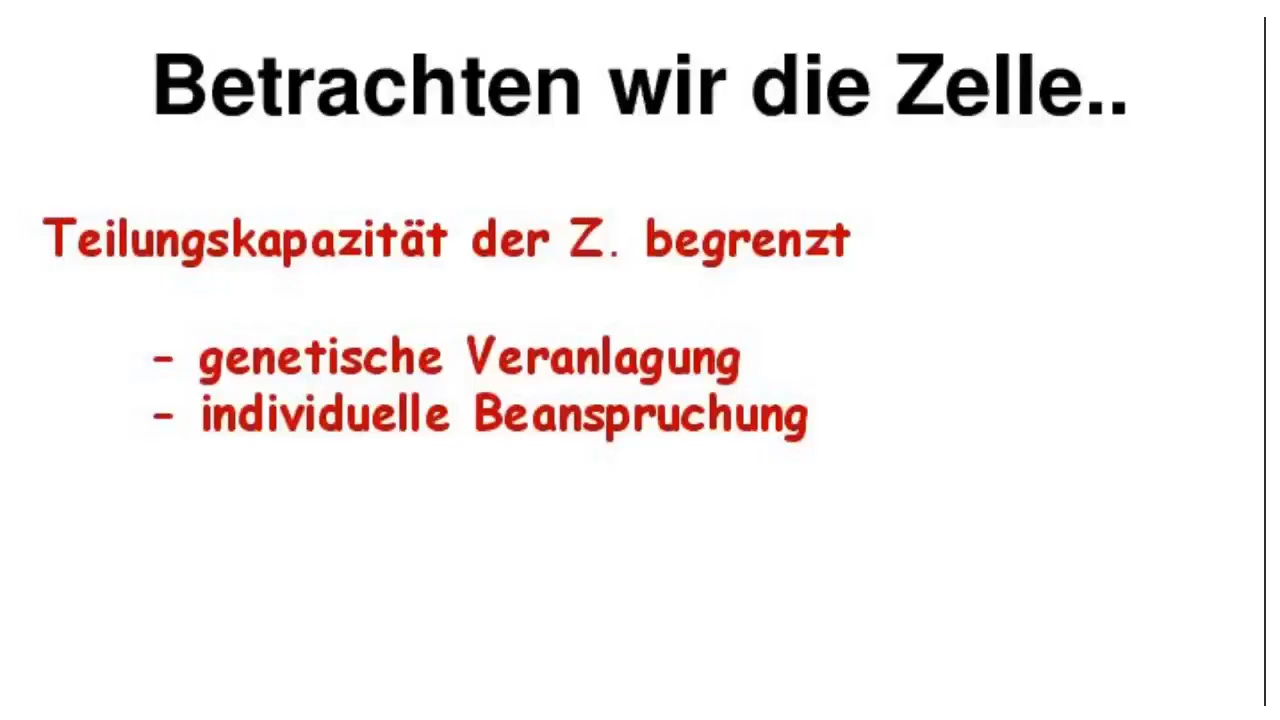 Betrachten wir die Zelle..
Teilungskapazität der Z. begrenzt
- genetische Veranlagung
- individuelle Beanspruchung